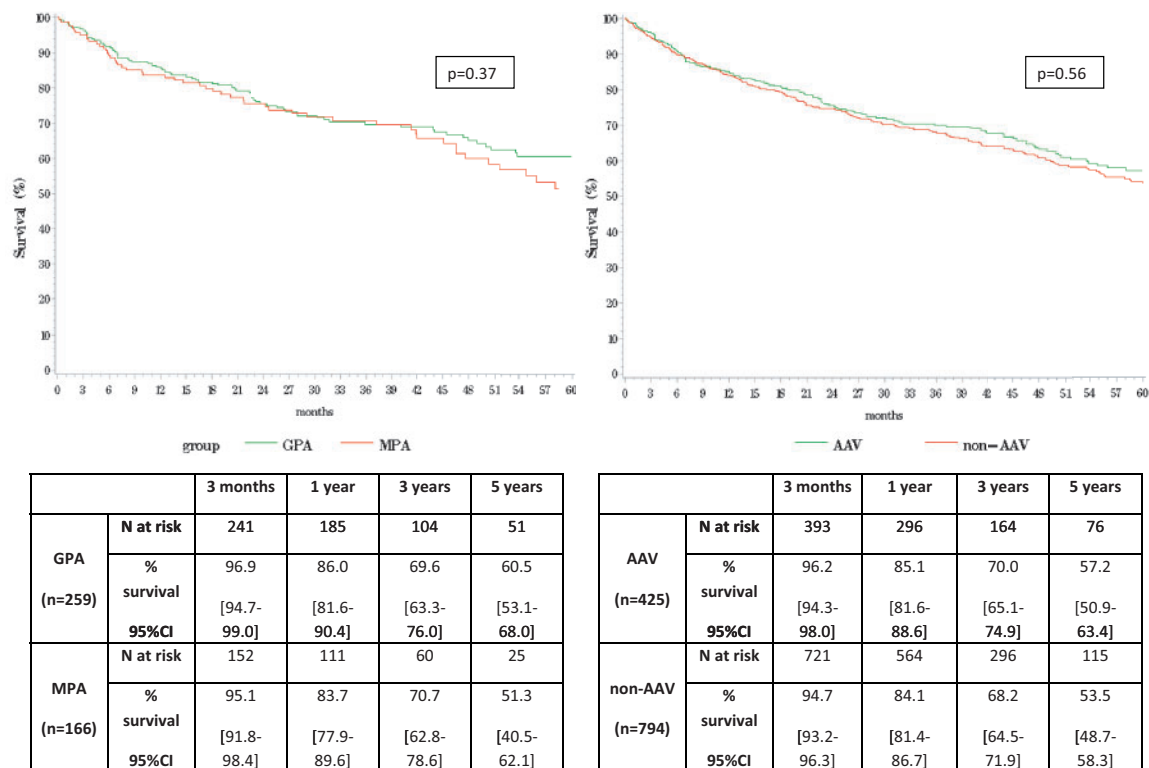 100
90
80
70
60
50
40
30
20
10
0
Survival (%)
p=0.37
0 3 6 9 12 15 18 21 24 27 30 33 36 39 42 45 48 51 54 57 60
months
group GPA MPA
100
90
80
70
60
50
40
30
20
10
0
Survival (%)
p=0.56
0 3 6 9 12 15 18 21 24 27 30 33 36 39 42 45 48 51 54 57 60
months
AAV non-AAV
3 months 1 year 3 years 5 years
GPA
(n=259)
N at risk 241 185 104 51
% 96.9 86.0 69.6 60.5
survival
[94.7- [81.6- [63.3- [53.1-
95%CI 99.0] 90.4] 76.0] 68.0]
MPA
(n=166)
N at risk 152 111 60 25
% 95.1 83.7 70.7 51.3
survival
[91.8- [77.9- [62.8- [40.5-
95%CI 98.4] 89.6] 78.6] 62.1]
3 months 1 year 3 years 5 years
AAV
(n=425)
N at risk 393 296 164 76
% 96.2 85.1 70.0 57.2
survival
[94.3- [81.6- [65.1- [50.9-
95%CI 98.0] 88.6] 74.9] 63.4]
non-AAV
(n=794)
N at risk 721 564 296 115
% 94.7 84.1 68.2 53.5
survival
[93.2- [81.4- [64.5- [48.7-
95%CI 96.3] 86.7] 71.9] 58.3]